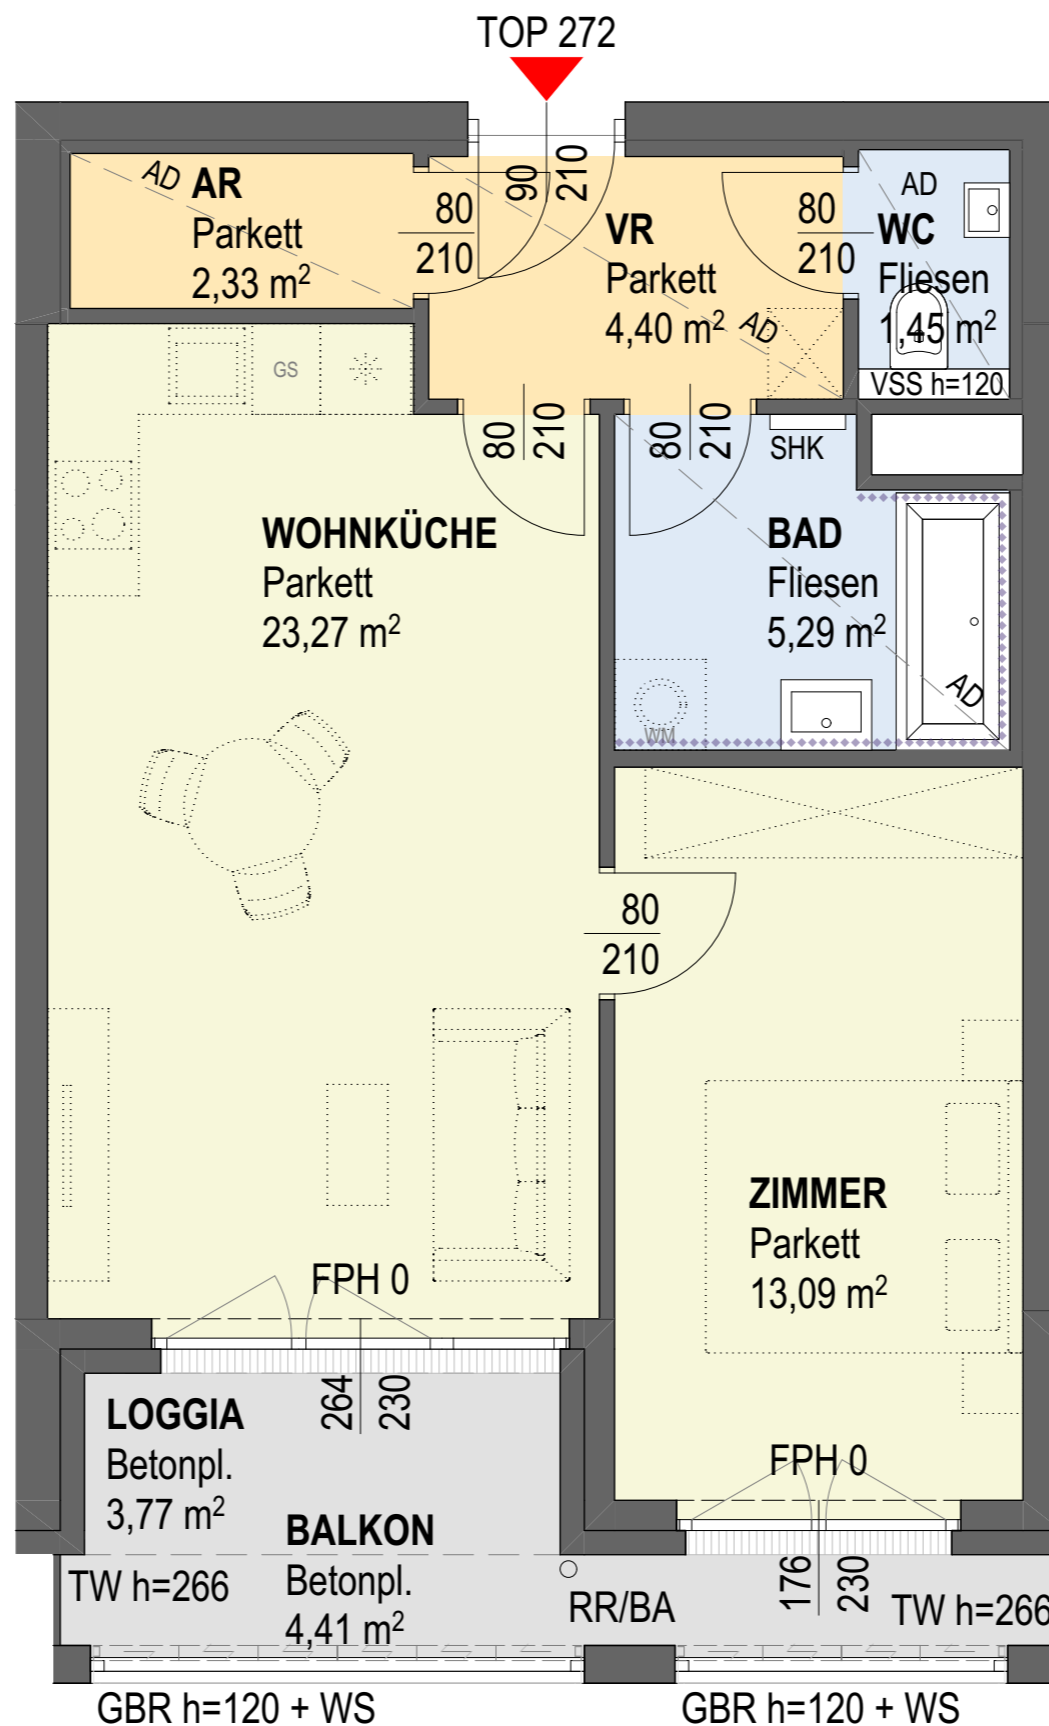 TOP 272
AD
AR
Parkett
2,33 m²
80
210
90
210
VR
Parkett
4,40 m²
AD
80
210
AD
WC
Fliesen
1,45 m²
VSS h=120
GS
80
210
80
210
SHK
WOHNKÜCHE
Parkett
23,27 m²
BAD
Fliesen
5,29 m²
AD
WM
80
210
ZIMMER
Parkett
13,09 m²
FPH 0
264
230
LOGGIA
Betonpl.
3,77 m²
FPH 0
176
230
BALKON
Betonpl.
4,41 m²
TW h=266
RR/BA
TW h=266
GBR h=120 + WS
GBR h=120 + WS